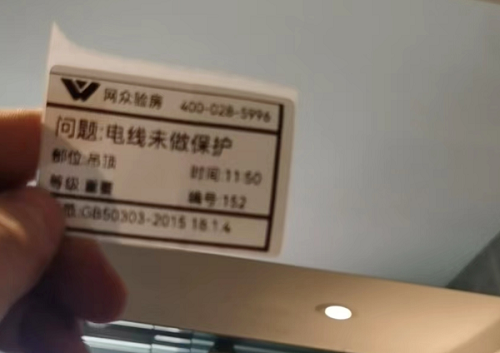 网众验房 400-028-5996
问题:电线未做保护
部位:吊顶 时间:11:50
等级:重要 编号:152
GB50303-2015 18.1.4